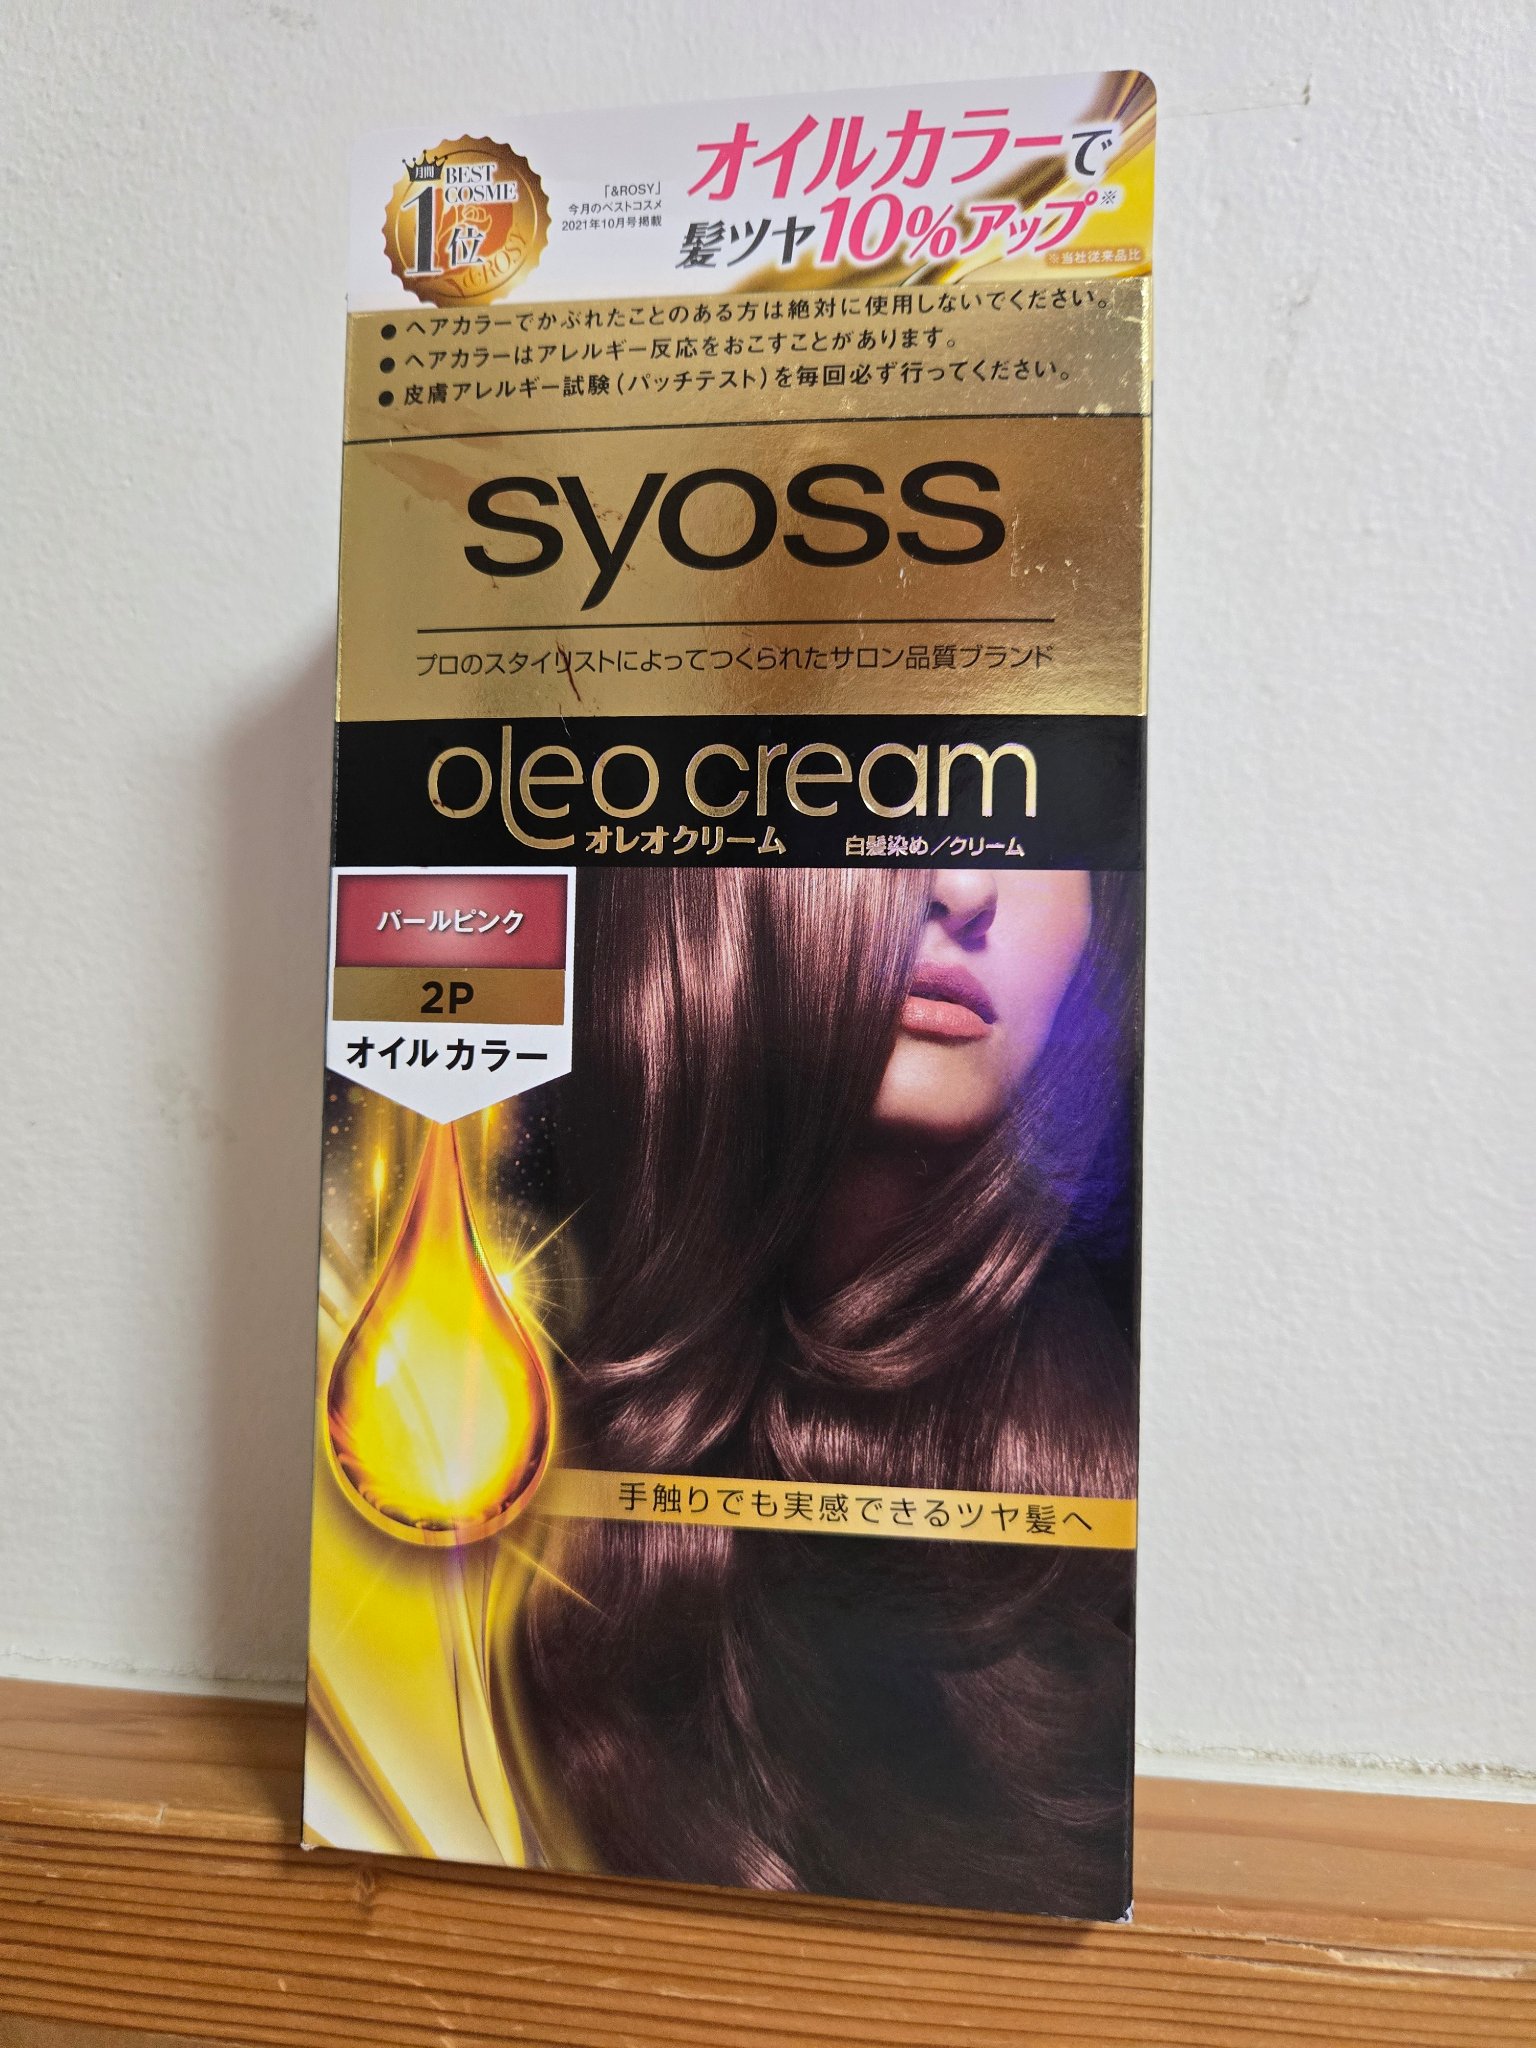 月間
1位
BEST
COSME
&ROSY
「&ROSY」
今月のベストコスメ
2021年10月号掲載
オイルカラーで
髪ツヤ10%アップ※
※当社従来品比
● ヘアカラーでかぶれたことのある方は絶対に使用しないでください。
● ヘアカラーはアレルギー反応をおこすことがあります。
● 皮膚アレルギー試験(パッチテスト)を毎回必ず行ってください。
syoss
プロのスタイリストによってつくられたサロン品質ブランド
oleo cream
オレオクリーム 白髪染め/クリーム
パールピンク
2P
オイルカラー
手触りでも実感できるツヤ髪へ